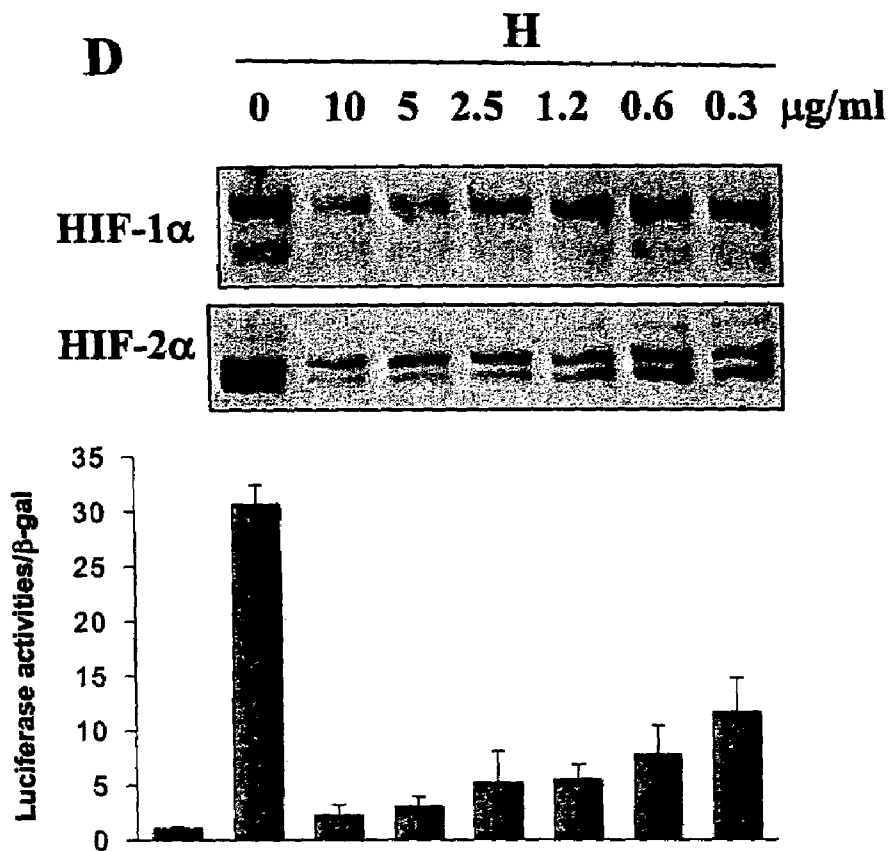 D
H
0 10 5 2.5 1.2 0.6 0.3 μg/ml
HIF-1α
HIF-2α
Luciferase activities/β-gal
35
30
25
20
15
10
5
0